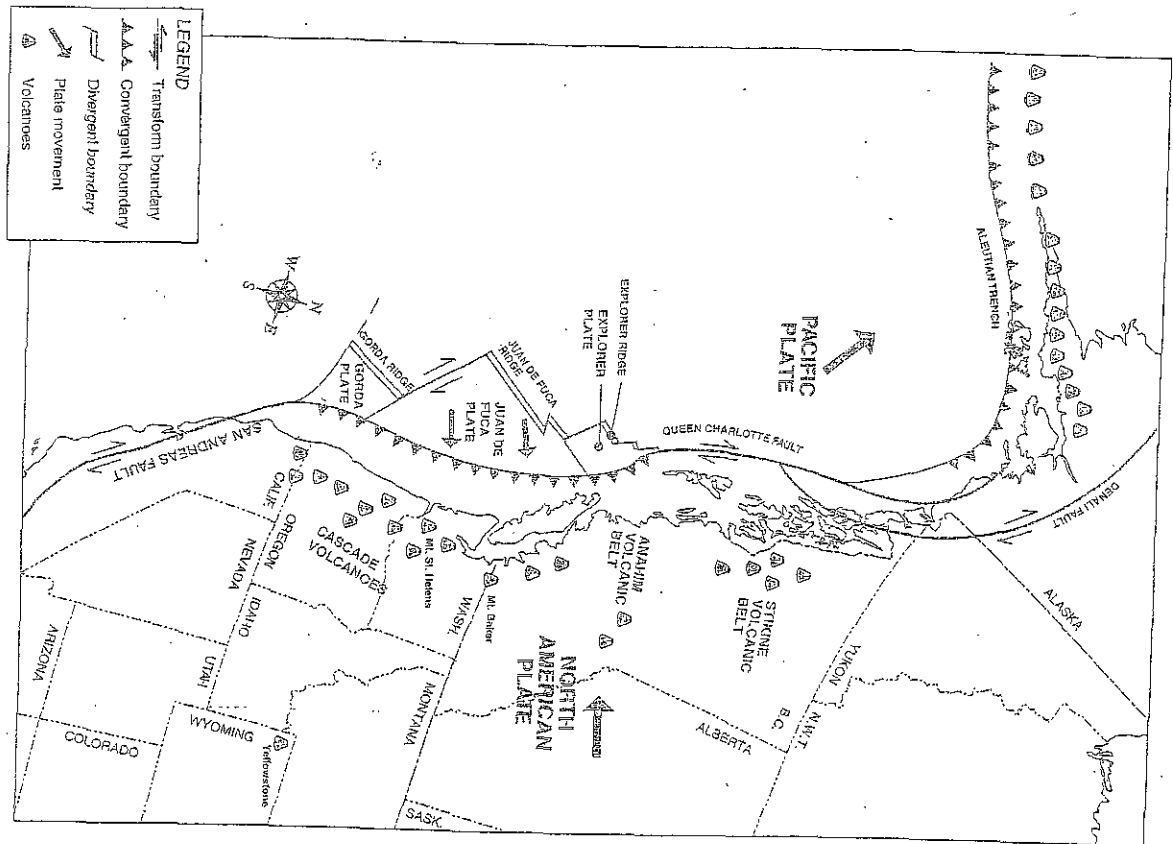 LEGEND
Transform boundary
Convergent boundary
Divergent boundary
Plate movement
Volcanoes
ALEUTIAN TRENCH
PACIFIC
PLATE
EXPLORER RIDGE
EXPLORER
PLATE
JUAN DE FUCA
RIDGE
GORDA RIDGE
GORDA
PLATE
JUAN DE
FUCA
PLATE
QUEEN CHARLOTTE FAULT
DENALI FAULT
SAN ANDREAS FAULT
W
N
S
E
CALIF.
OREGON
NEVADA
IDAHO
UTAH
ARIZONA
COLORADO
WYOMING
Yellowstone
MONTANA
WASH.
CASCADE
VOLCANOES
Mt. St. Helens
Mt. Baker
ANAHIM
VOLCANIC
BELT
STIKINE
VOLCANIC
BELT
NORTH
AMERICAN
PLATE
ALASKA
YUKON
N.W.T.
B.C.
ALBERTA
SASK.